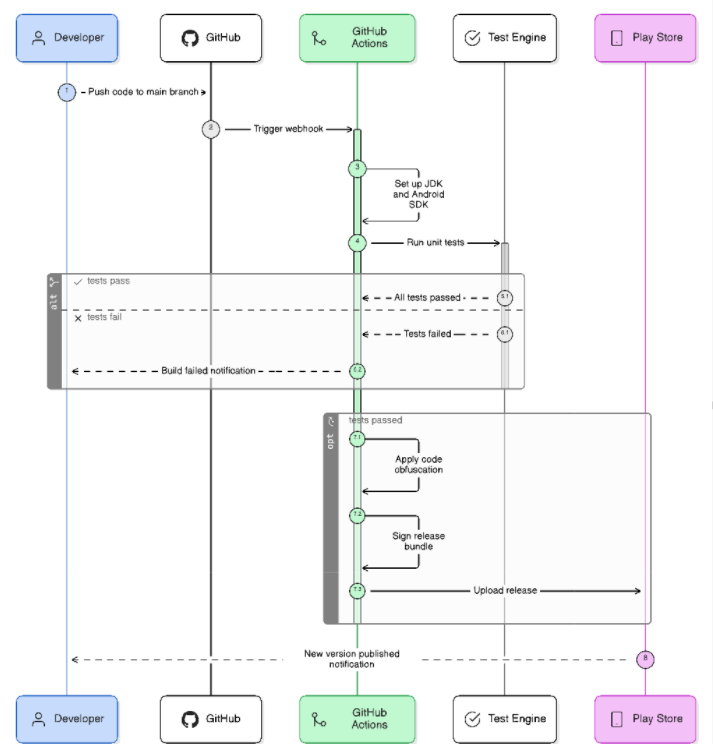 Developer
GitHub
GitHub
Actions
Test Engine
Play Store
1
Push code to main branch
2
Trigger webhook
3
Set up JDK
and Android
SDK
4
Run unit tests
alt
tests pass
All tests passed
5.1
tests fail
Tests failed
6.1
Build failed notification
6.2
opt
tests passed
7.1
Apply code
obfuscation
7.2
Sign release
bundle
7.3
Upload release
New version published
notification
8
Developer
GitHub
GitHub
Actions
Test Engine
Play Store